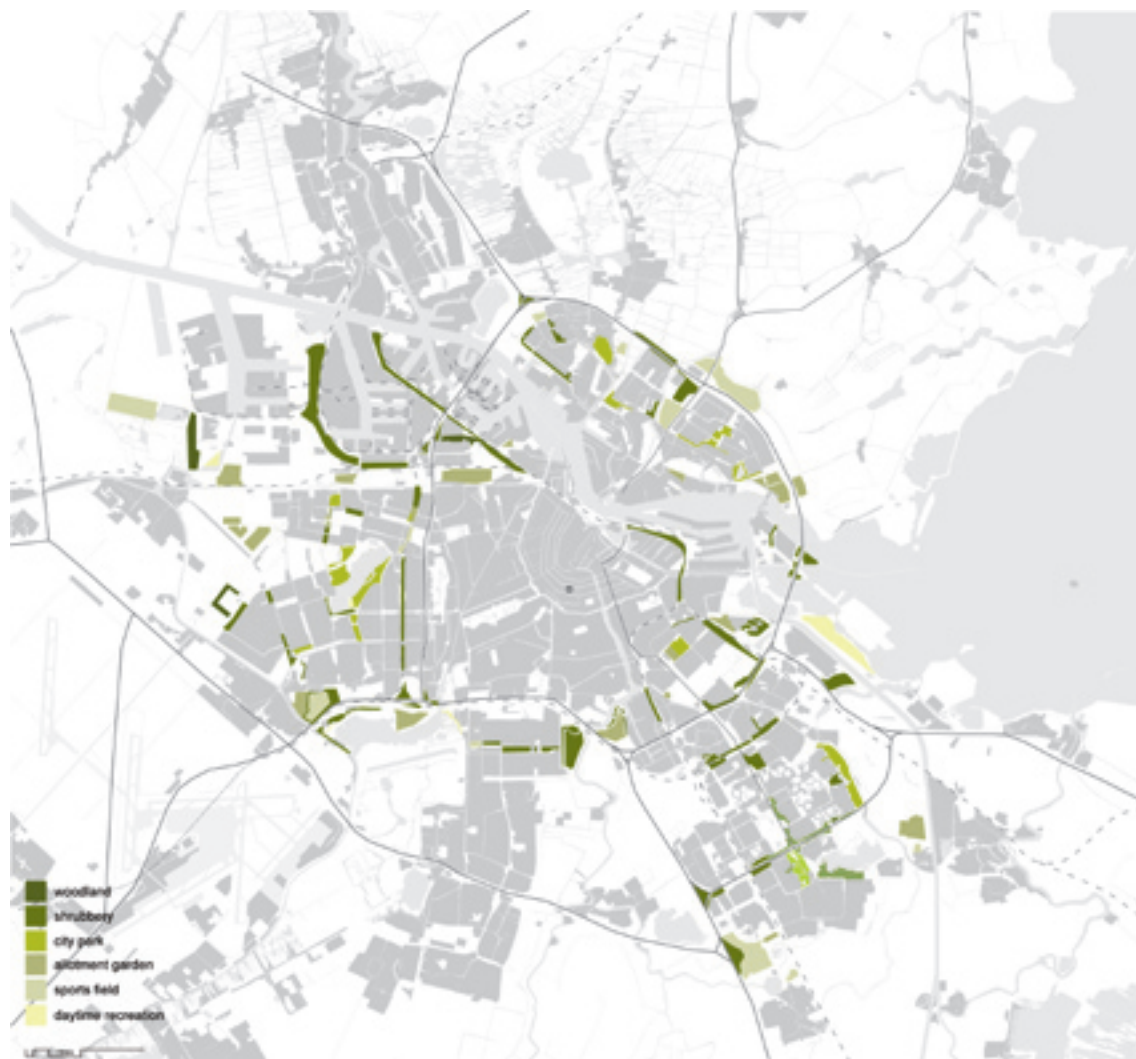 woodland
shrubbery
city park
allotment garden
sports field
daytime recreation